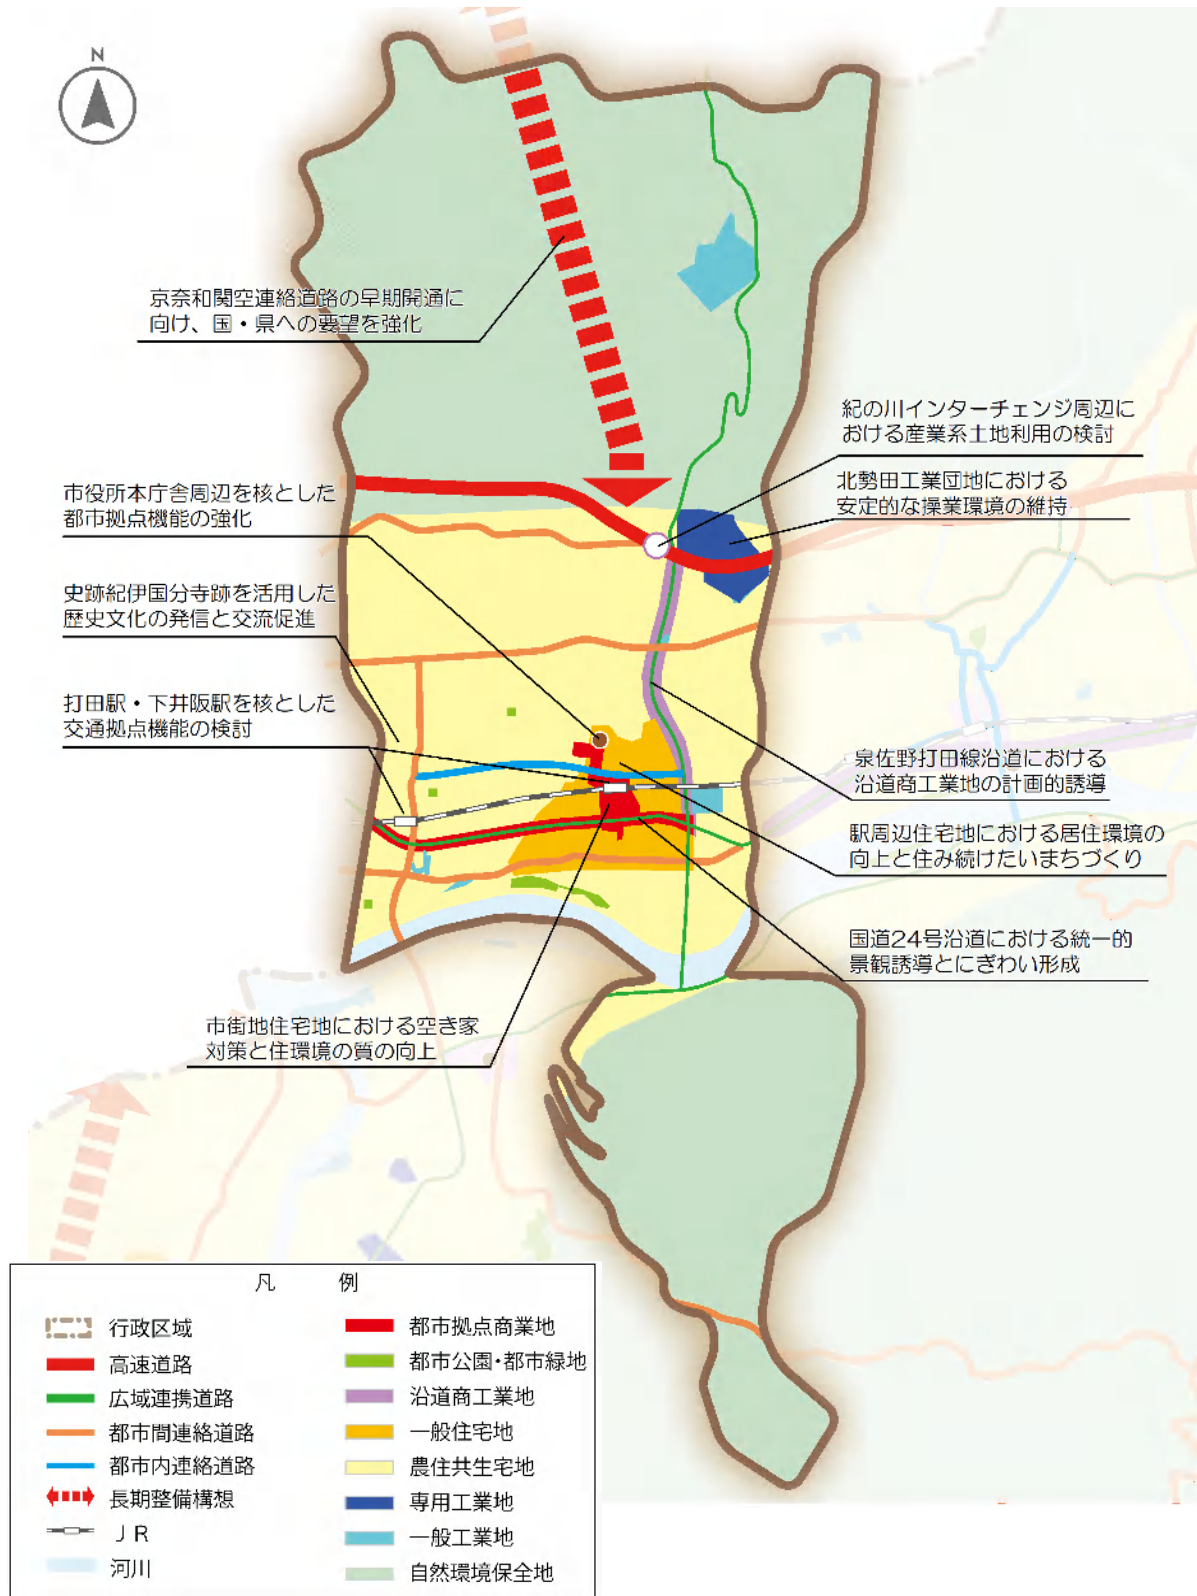 N
京奈和関空連絡道路の早期開通に
向け、国・県への要望を強化
紀の川インターチェンジ周辺に
おける産業系土地利用の検討
北勢田工業団地における
安定的な操業環境の維持
市役所本庁舎周辺を核とした
都市拠点機能の強化
史跡紀伊国分寺跡を活用した
歴史文化の発信と交流促進
打田駅・下井阪駅を核とした
交通拠点機能の検討
泉佐野打田線沿道における
沿道商工業地の計画的誘導
駅周辺住宅地における居住環境の
向上と住み続けたいまちづくり
国道24号沿道における統一的
景観誘導とにぎわい形成
市街地住宅地における空き家
対策と住環境の質の向上
凡 例
行政区域
高速道路
広域連携道路
都市間連絡道路
都市内連絡道路
長期整備構想
ＪＲ
河川
都市拠点商業地
都市公園・都市緑地
沿道商工業地
一般住宅地
農住共生宅地
専用工業地
一般工業地
自然環境保全地